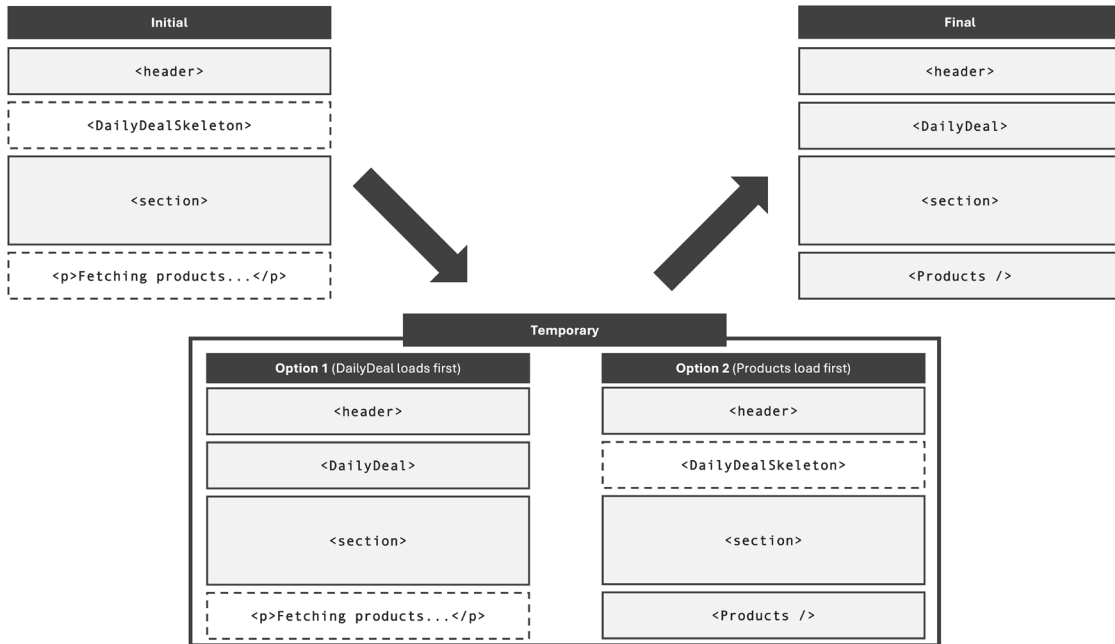 Initial
<header>
<DailyDealSkeleton>
<section>
<p>Fetching products...</p>
Final
<header>
<DailyDeal>
<section>
<Products />
Temporary
Option 1 (DailyDeal loads first)
<header>
<DailyDeal>
<section>
<p>Fetching products...</p>
Option 2 (Products load first)
<header>
<DailyDealSkeleton>
<section>
<Products />